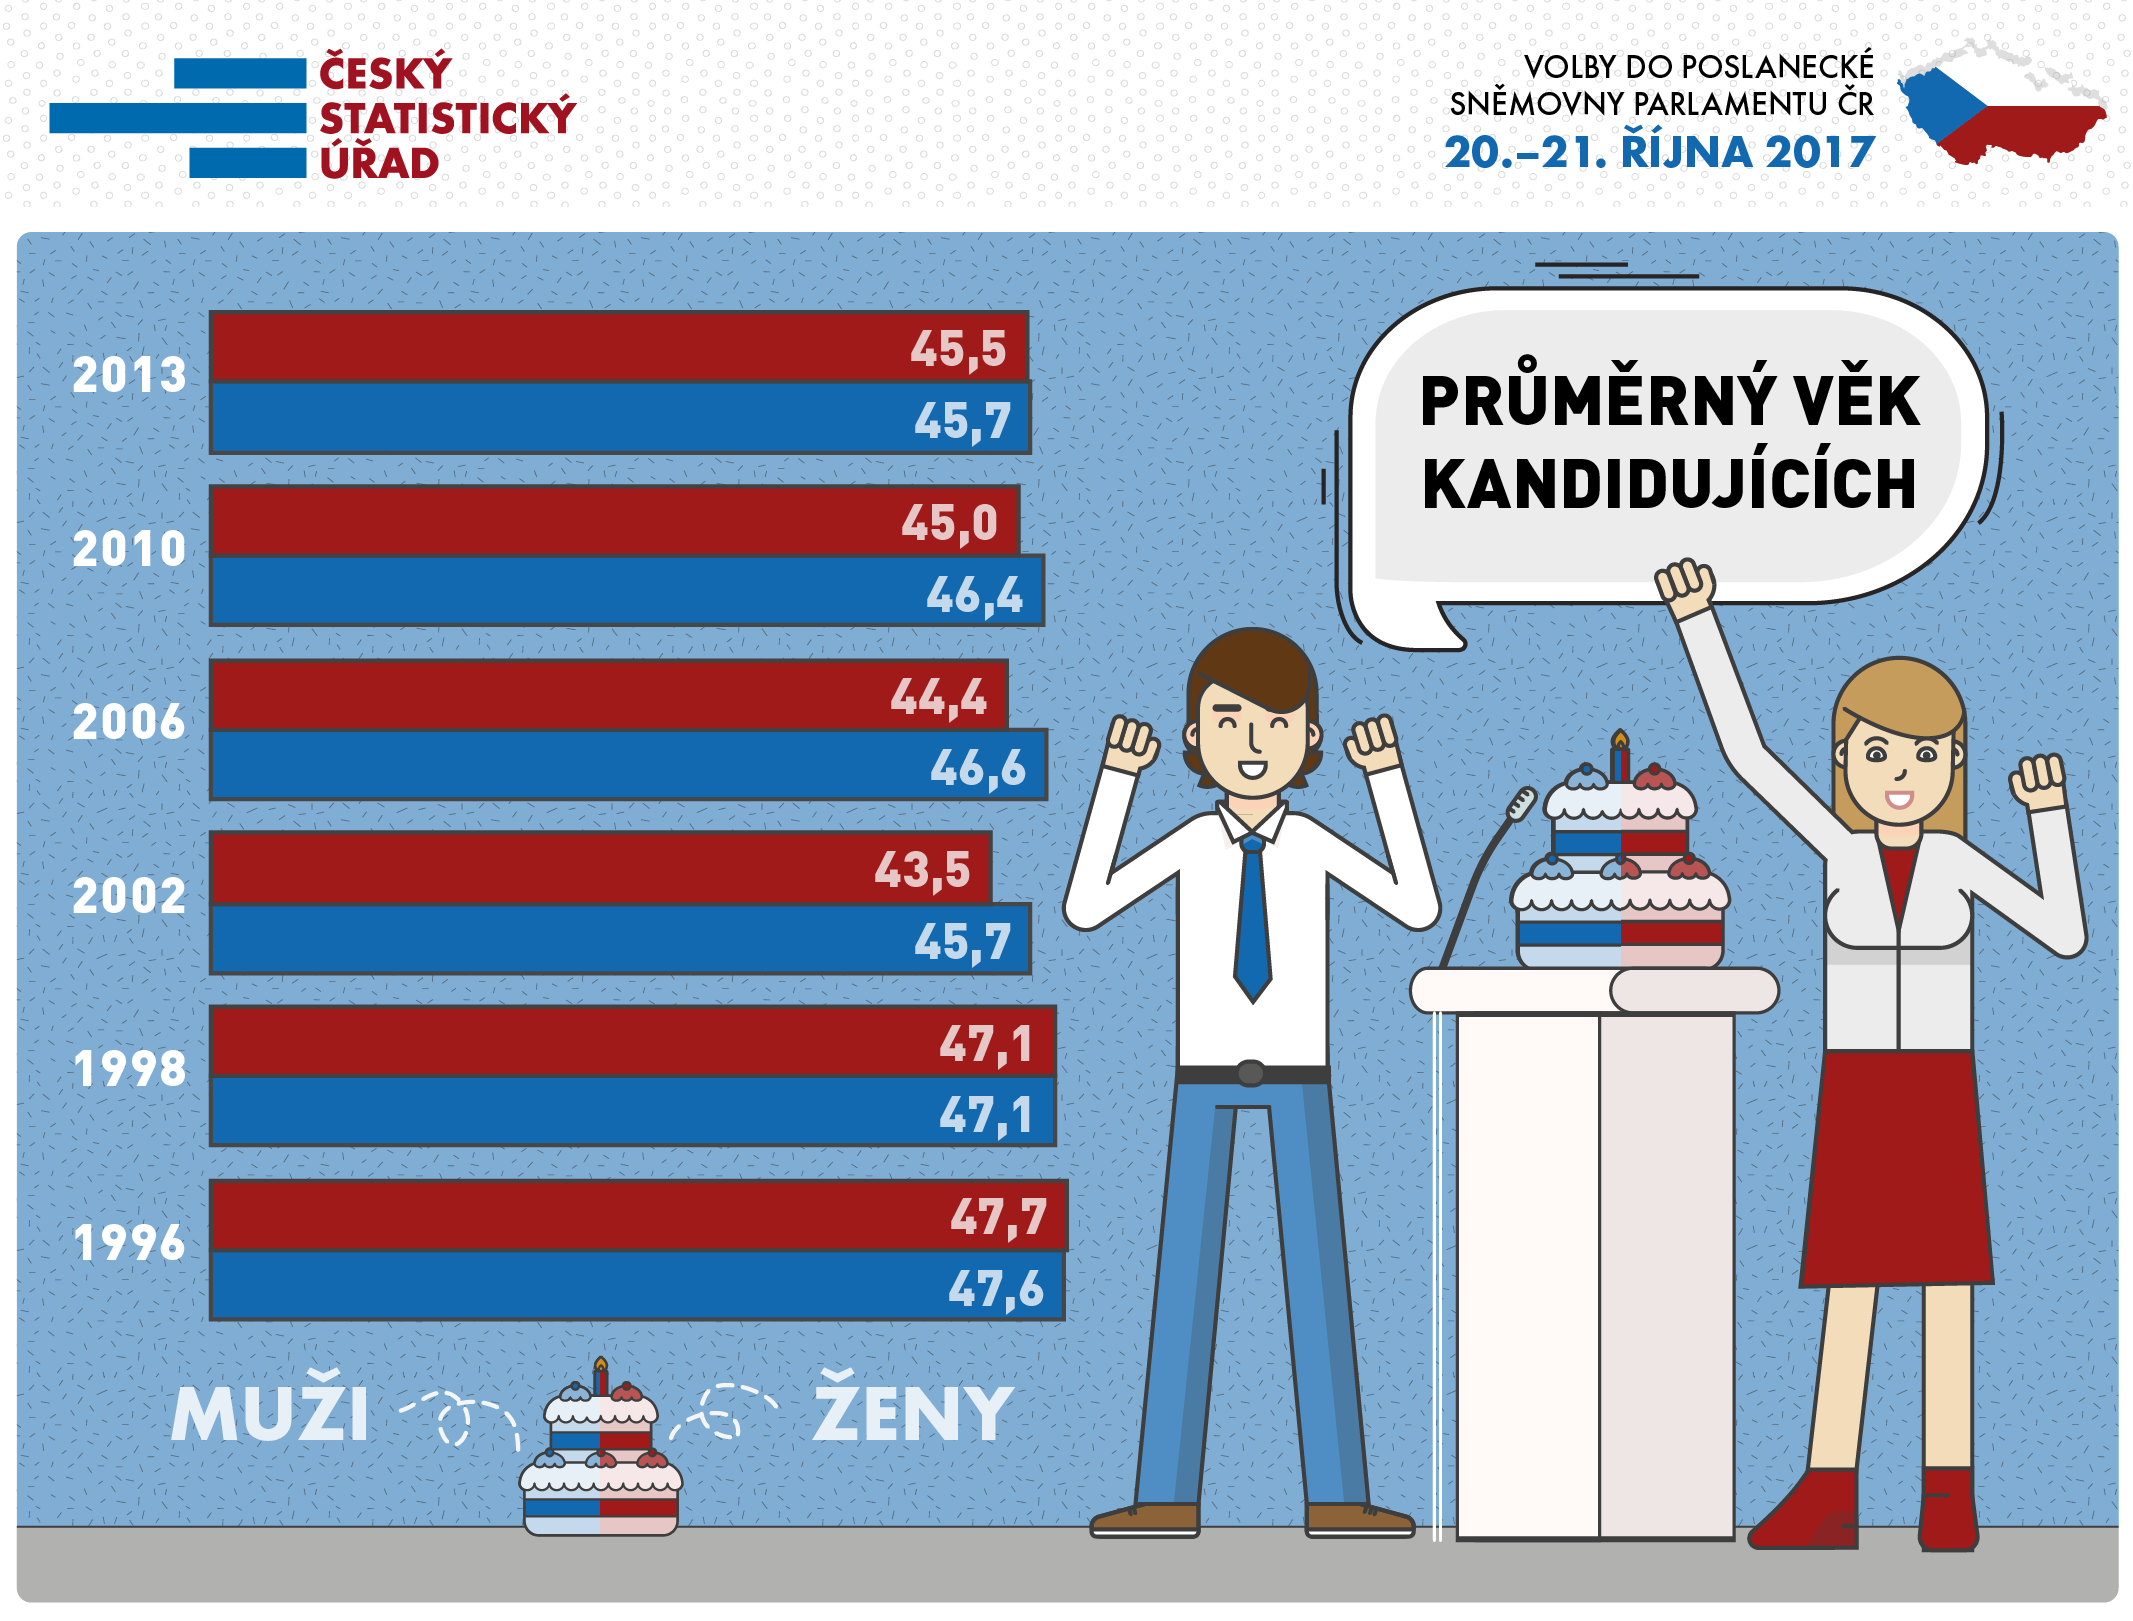 ČESKÝ
STATISTICKÝ
ÚŘAD
VOLBY DO POSLANECKÉ
SNĚMOVNY PARLAMENTU ČR
20.–21. ŘÍJNA 2017
PRŮMĚRNÝ VĚK
KANDIDUJÍCÍCH
2013
45,5
45,7
2010
45,0
46,4
2006
44,4
46,6
2002
43,5
45,7
1998
47,1
47,1
1996
47,7
47,6
MUŽI
ŽENY